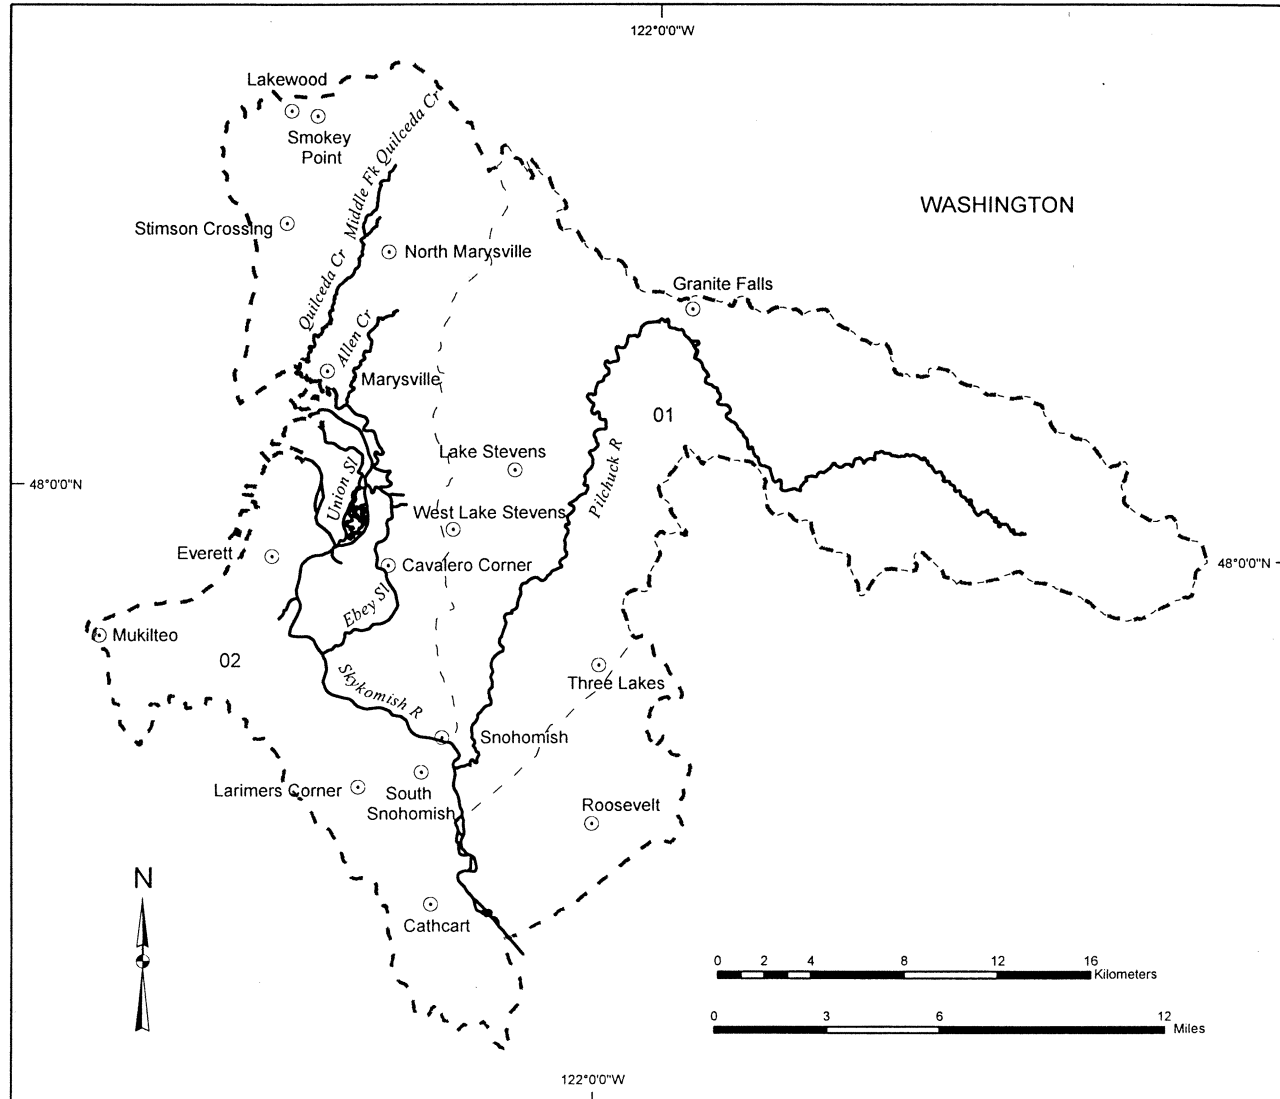 122°0'0"W
Lakewood
Smokey
Point
Middle Fk Quilceda Cr
WASHINGTON
Stimson Crossing
North Marysville
Quilceda Cr
Granite Falls
Allen Cr
Marysville
01
Lake Stevens
Pilchuck R
48°0'0"N
Union Sl
West Lake Stevens
Everett
Cavalero Corner
48°0'0"N
Ebey Sl
Mukilteo
02
Three Lakes
Skykomish R
Snohomish
Larimers Corner
South
Snohomish
Roosevelt
N
Cathcart
0 2 4 8 12 16
Kilometers
0 3 6 12
Miles
122°0'0"W